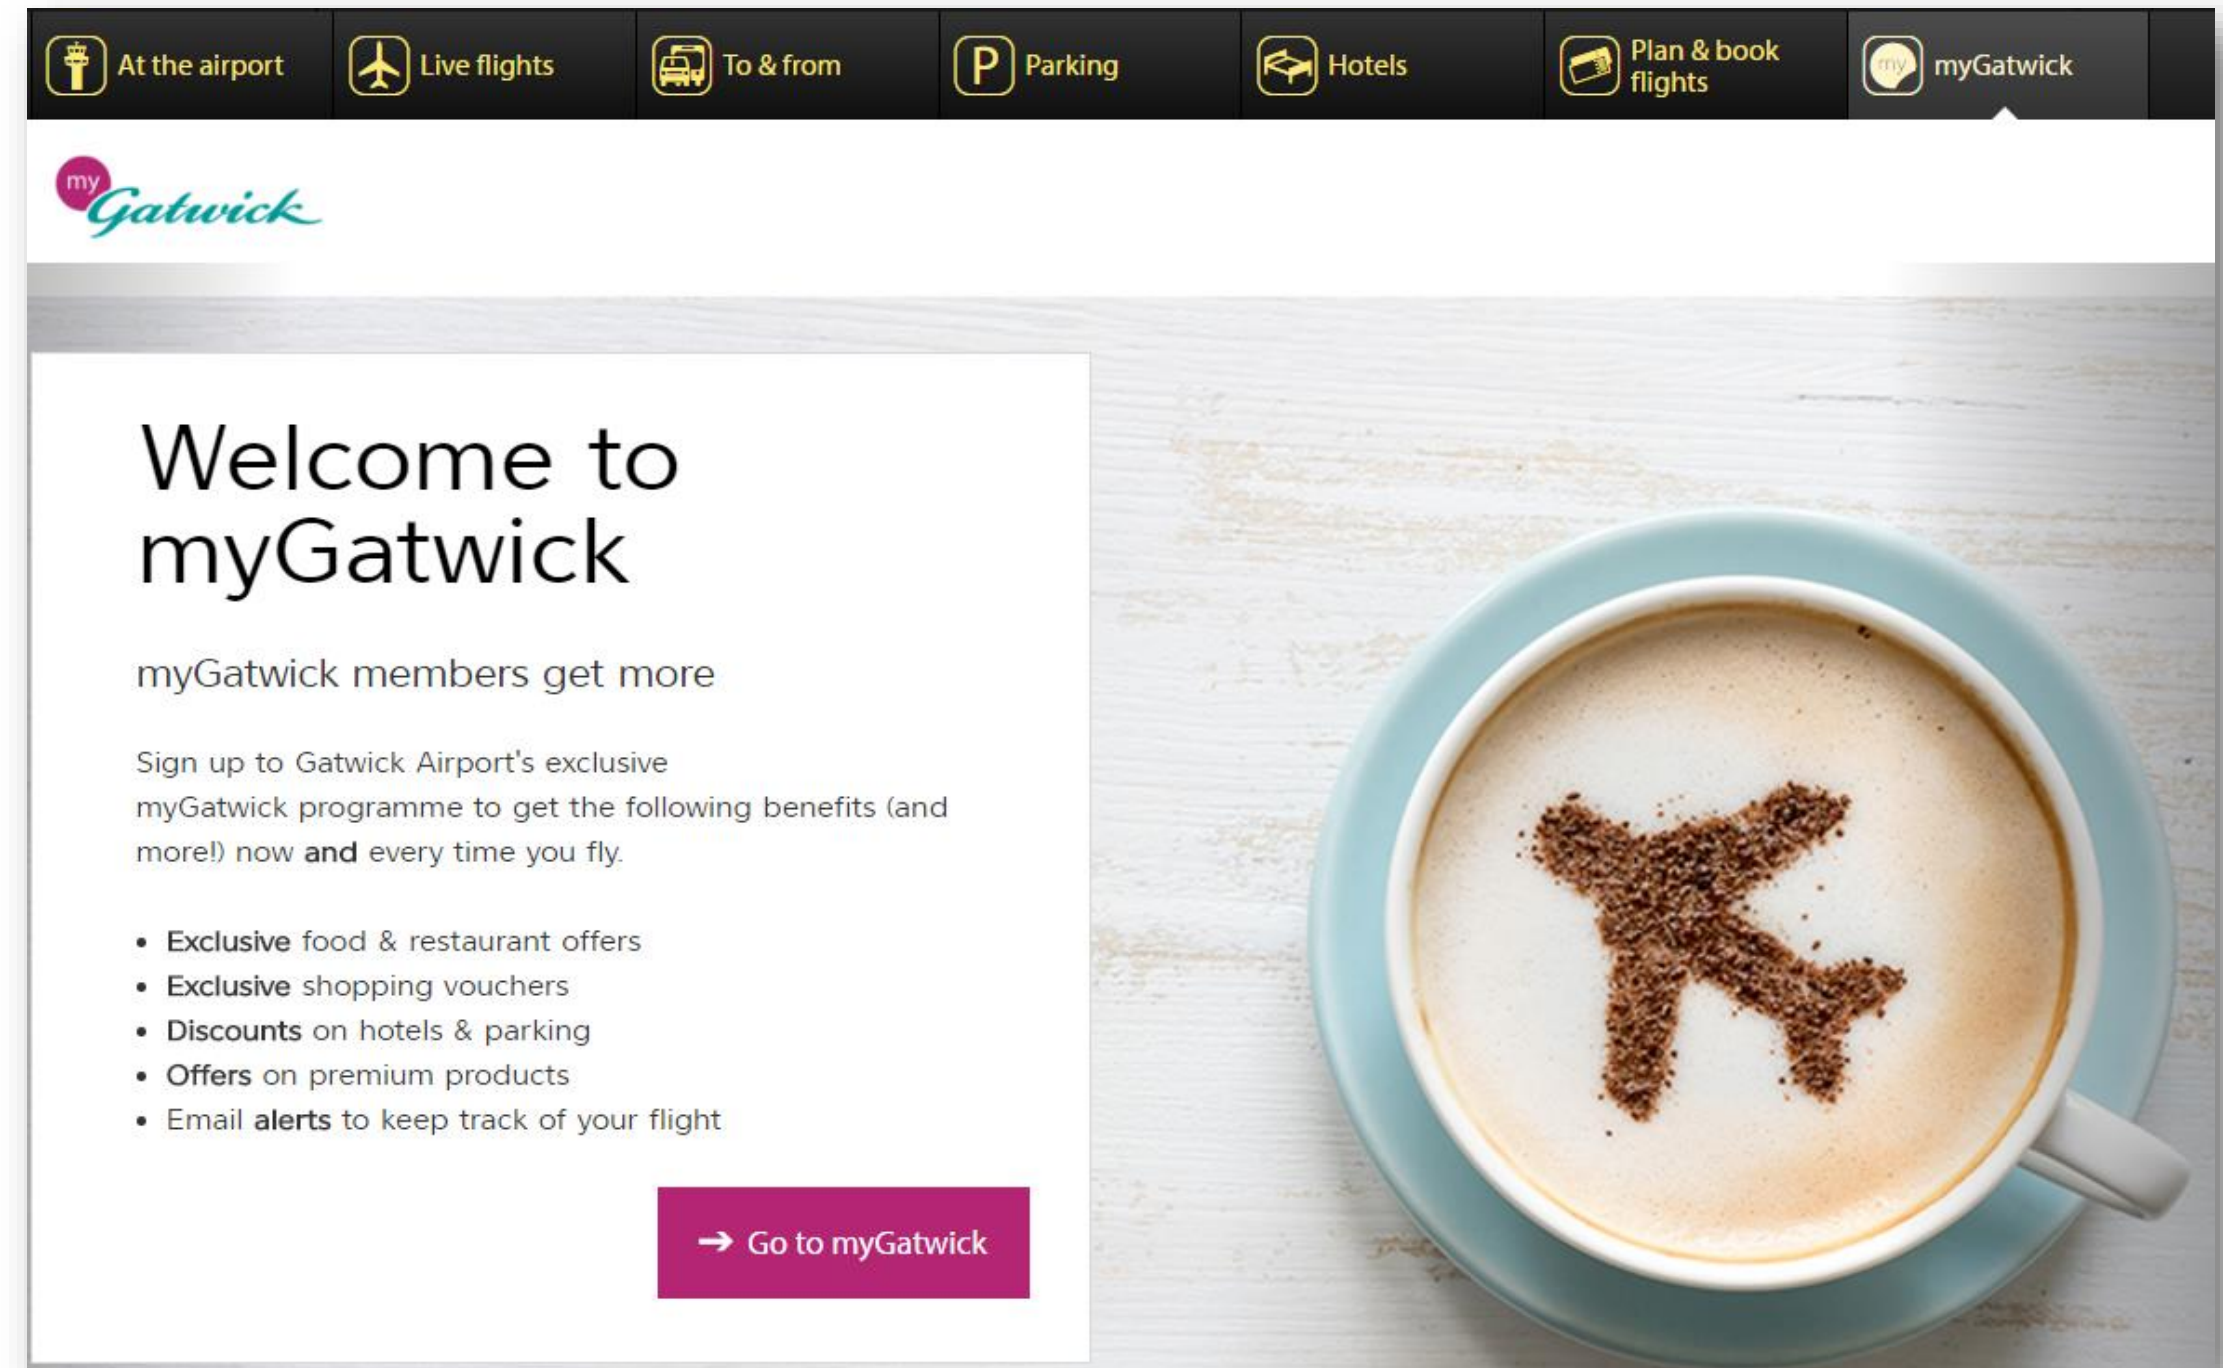 At the airport
Live flights
To & from
P Parking
Hotels
Plan & book
flights
my myGatwick
my
Gatwick
Welcome to
myGatwick
myGatwick members get more
Sign up to Gatwick Airport's exclusive
myGatwick programme to get the following benefits (and
more!) now and every time you fly.
• Exclusive food & restaurant offers
• Exclusive shopping vouchers
• Discounts on hotels & parking
• Offers on premium products
• Email alerts to keep track of your flight
→ Go to myGatwick